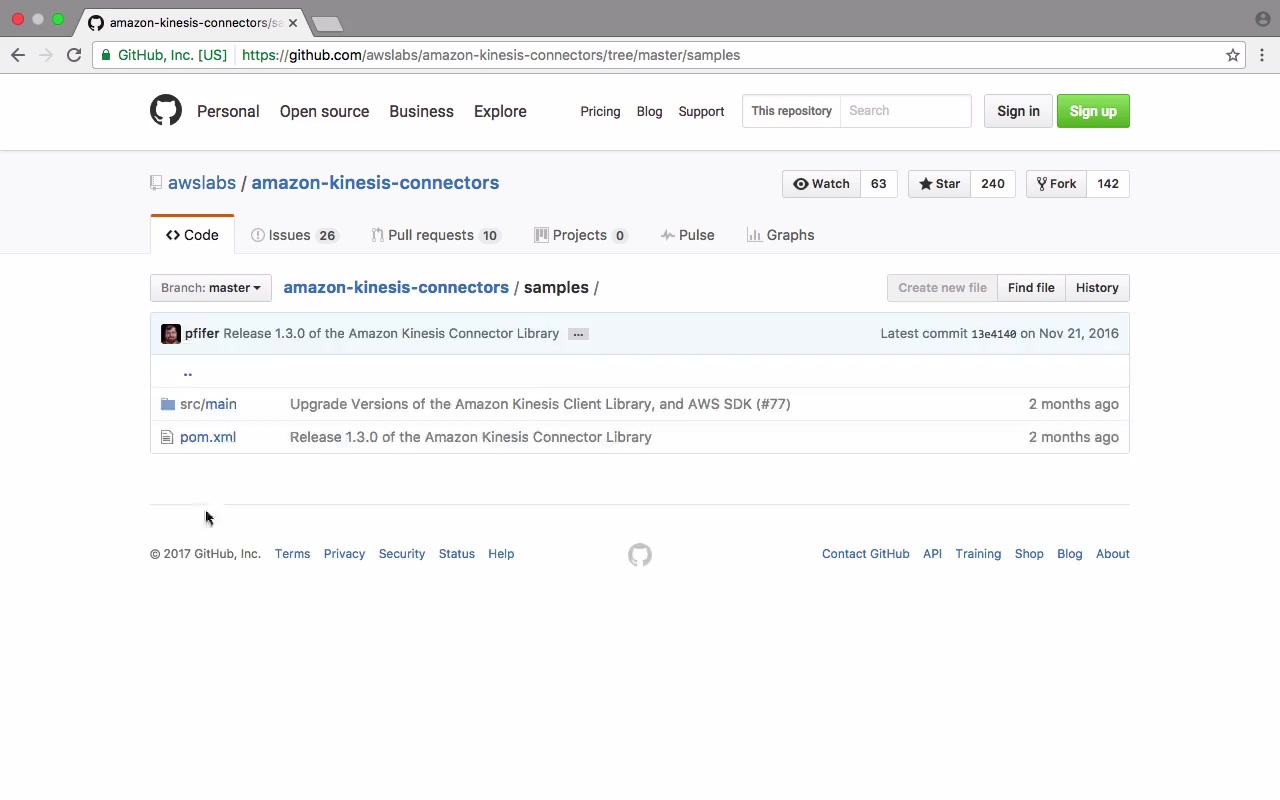 amazon-kinesis-connectors/sa
GitHub, Inc. [US] https://github.com/awslabs/amazon-kinesis-connectors/tree/master/samples
Personal Open source Business Explore Pricing Blog Support This repository Search Sign in Sign up
awslabs / amazon-kinesis-connectors Watch 63 Star 240 Fork 142
Code Issues 26 Pull requests 10 Projects 0 Pulse Graphs
Branch: master amazon-kinesis-connectors / samples / Create new file Find file History
pfifer Release 1.3.0 of the Amazon Kinesis Connector Library … Latest commit 13e4140 on Nov 21, 2016
..
src/main Upgrade Versions of the Amazon Kinesis Client Library, and AWS SDK (#77) 2 months ago
pom.xml Release 1.3.0 of the Amazon Kinesis Connector Library 2 months ago
© 2017 GitHub, Inc. Terms Privacy Security Status Help Contact GitHub API Training Shop Blog About